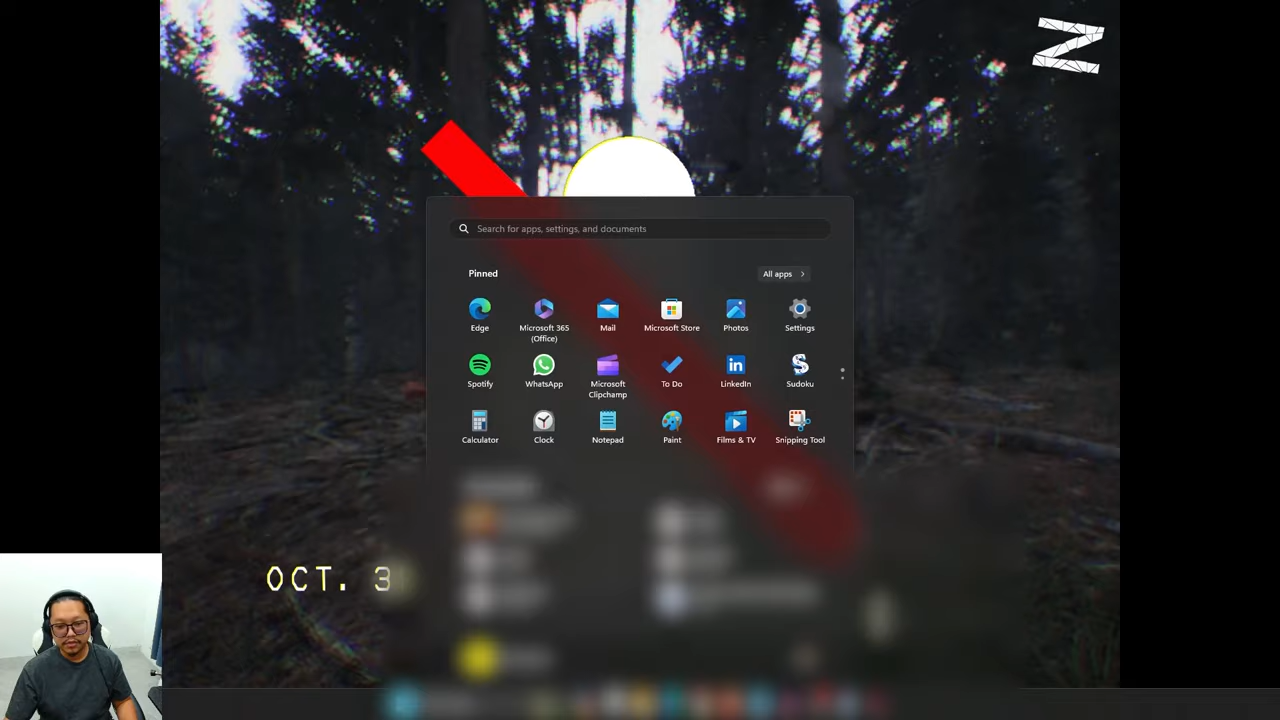 Z
Search for apps, settings, and documents
Pinned
All apps
Edge
Microsoft 365
(Office)
Mail
Microsoft Store
Photos
Settings
Spotify
WhatsApp
Microsoft
Clipchamp
To Do
LinkedIn
Sudoku
Calculator
Clock
Notepad
Paint
Films & TV
Snipping Tool
OCT. 3